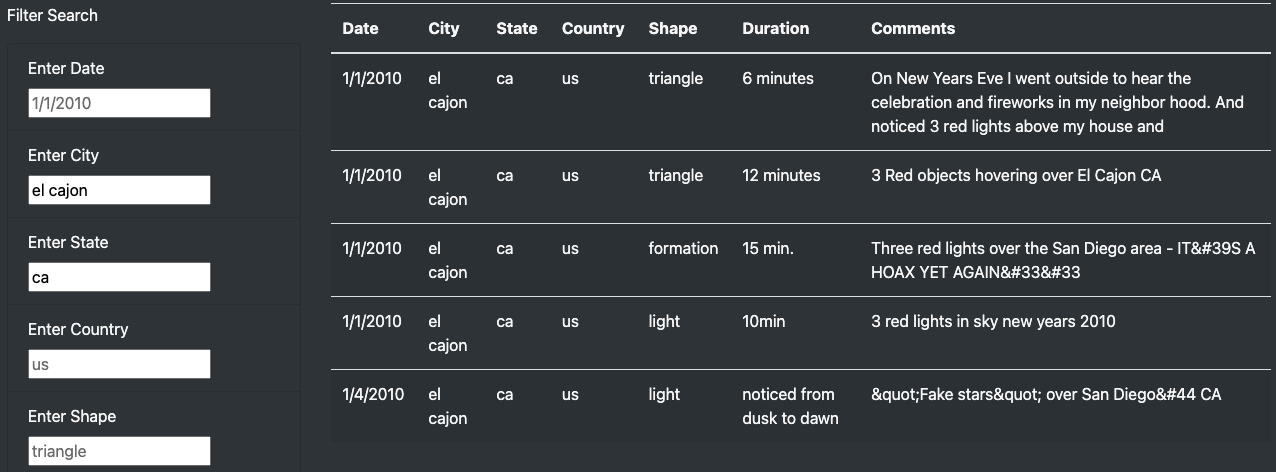 Filter Search
Enter Date
1/1/2010
Enter City
el cajon
Enter State
ca
Enter Country
us
Enter Shape
triangle
Date City State Country Shape Duration Comments
1/1/2010 el ca us triangle 6 minutes On New Years Eve I went outside to hear the
cajon celebration and fireworks in my neighbor hood. And
noticed 3 red lights above my house and
1/1/2010 el ca us triangle 12 minutes 3 Red objects hovering over El Cajon CA
cajon
1/1/2010 el ca us formation 15 min. Three red lights over the San Diego area - IT&#39S A
cajon HOAX YET AGAIN&#33&#33
1/1/2010 el ca us light 10min 3 red lights in sky new years 2010
cajon
1/4/2010 el ca us light noticed from &quot;Fake stars&quot; over San Diego&#44 CA
cajon dusk to dawn